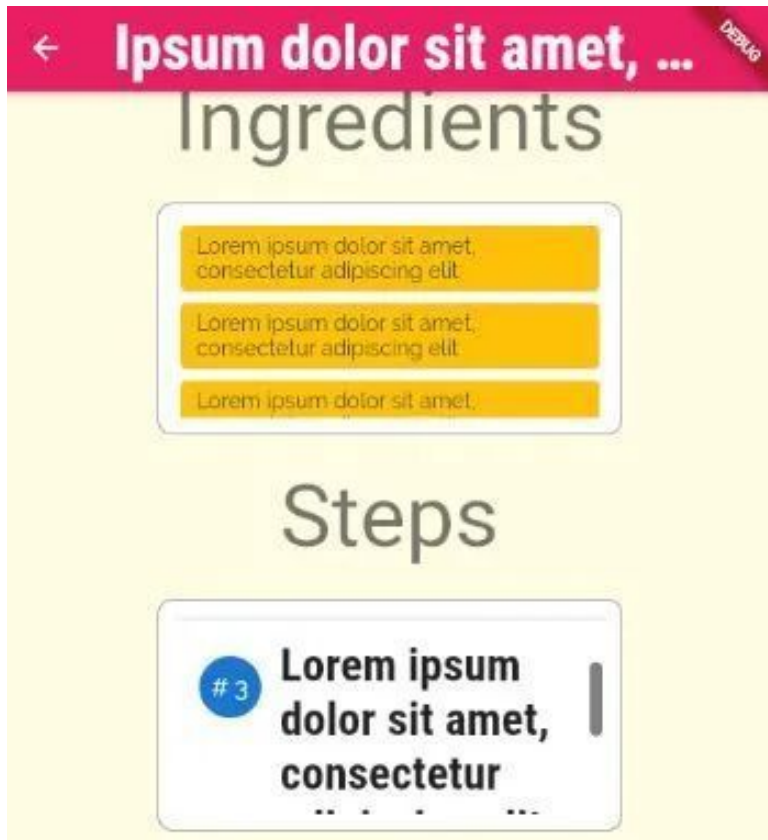 Ipsum dolor sit amet, ...
DEBUG
Ingredients
Lorem ipsum dolor sit amet,
consectetur adipiscing elit
Lorem ipsum dolor sit amet,
consectetur adipiscing elit
Lorem ipsum dolor sit amet,
Steps
# 3
Lorem ipsum
dolor sit amet,
consectetur